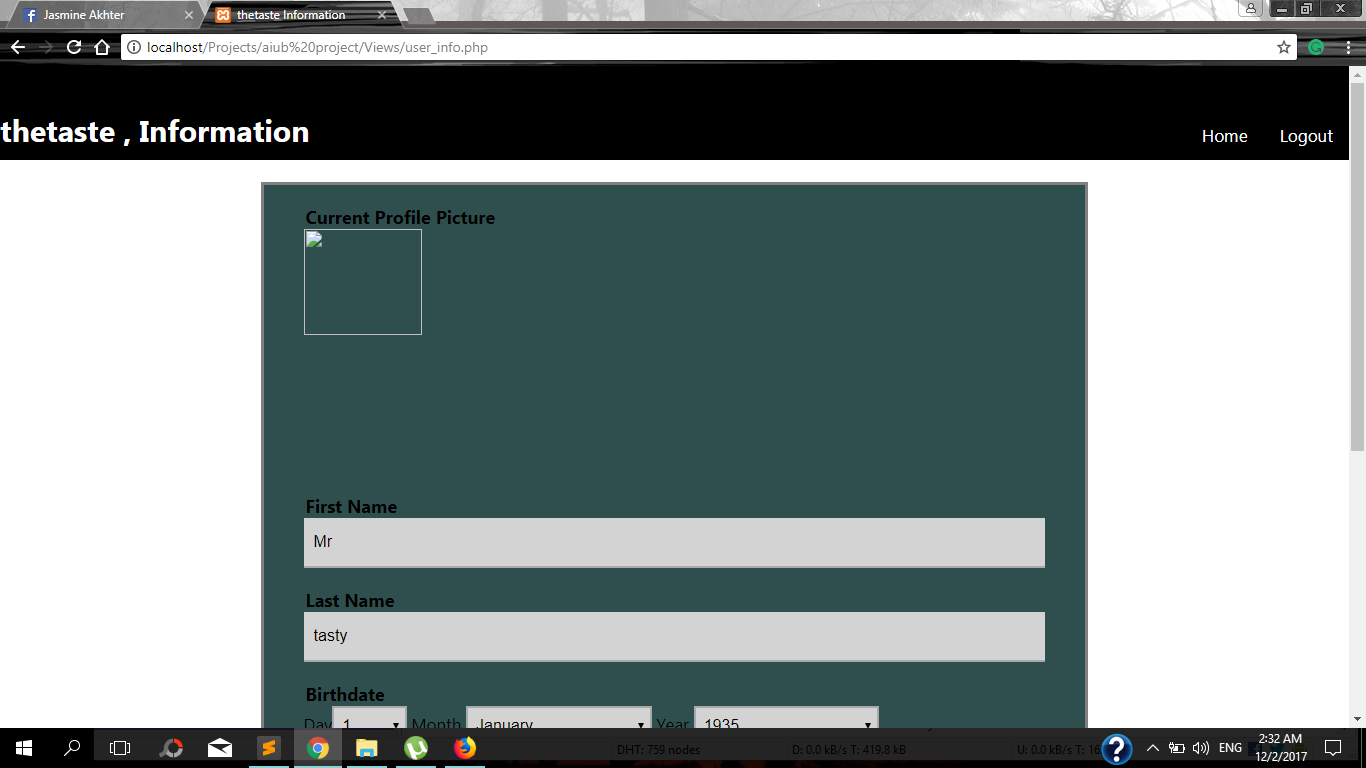 Jasmine Akhter
thetaste Information
localhost/Projects/aiub%20project/Views/user_info.php
thetaste , Information
Home
Logout
Current Profile Picture
First Name
Mr
Last Name
tasty
Birthdate
Day 1 Month January Year 1935
DHT: 759 nodes
D: 0.0 kB/s T: 419.8 kB
U: 0.0 kB/s T: 16
ENG
2:32 AM
12/2/2017